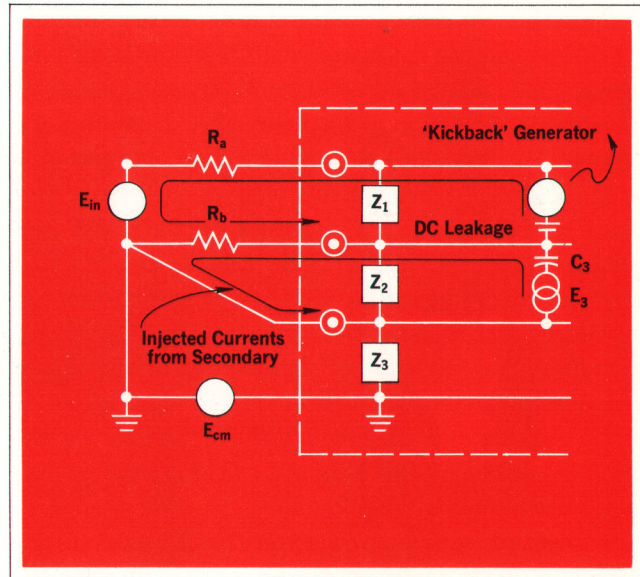 'Kickback' Generator
Ra
Ein
Z1
Rb
DC Leakage
C3
Z2
E3
Injected Currents
from Secondary
Z3
Ecm